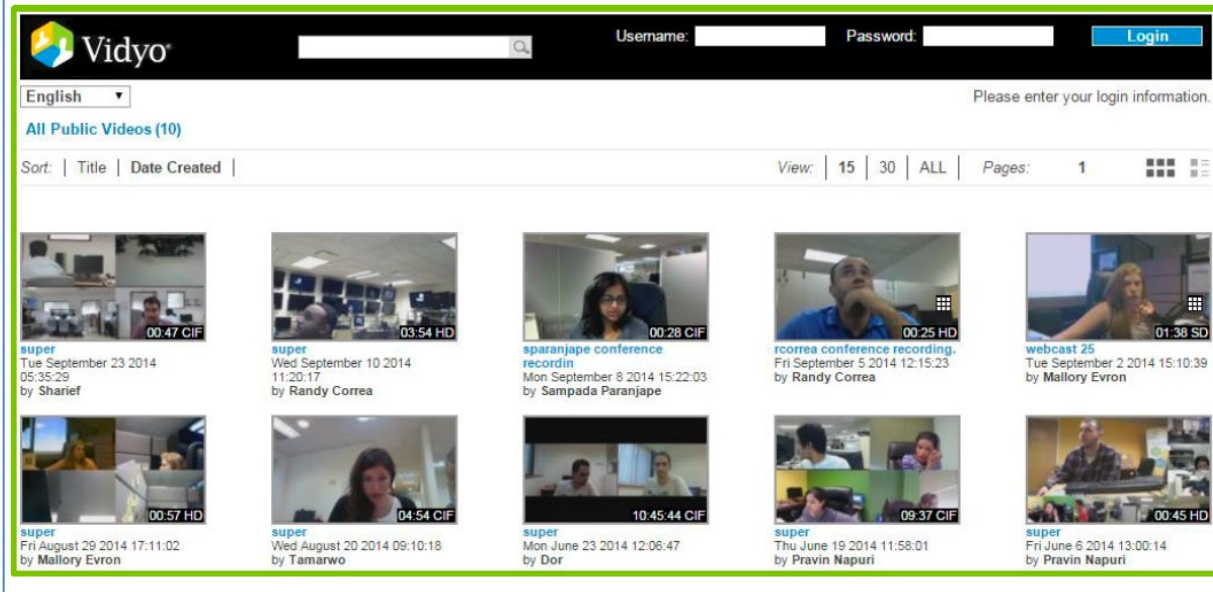 Vidyo
Username:
Password:
Login
English
Please enter your login information.
All Public Videos (10)
Sort: | Title | Date Created |
View: | 15 | 30 | ALL | Pages: 1
00:47 CIF
super
Tue September 23 2014
05:35:29
by Sharief
03:54 HD
super
Wed September 10 2014
11:20:17
by Randy Correa
00:28 CIF
sparanjape conference
recordin
Mon September 8 2014 15:22:03
by Sampada Paranjape
00:25 HD
rcorrea conference recording.
Fri September 5 2014 12:15:23
by Randy Correa
01:38 SD
webcast 25
Tue September 2 2014 15:10:39
by Mallory Evron
00:57 HD
super
Fri August 29 2014 17:11:02
by Mallory Evron
04:54 CIF
super
Wed August 20 2014 09:10:18
by Tamarwo
10:45:44 CIF
super
Mon June 23 2014 12:06:47
by Dor
09:37 CIF
super
Thu June 19 2014 11:58:01
by Pravin Napuri
00:45 HD
super
Fri June 6 2014 13:00:14
by Pravin Napuri